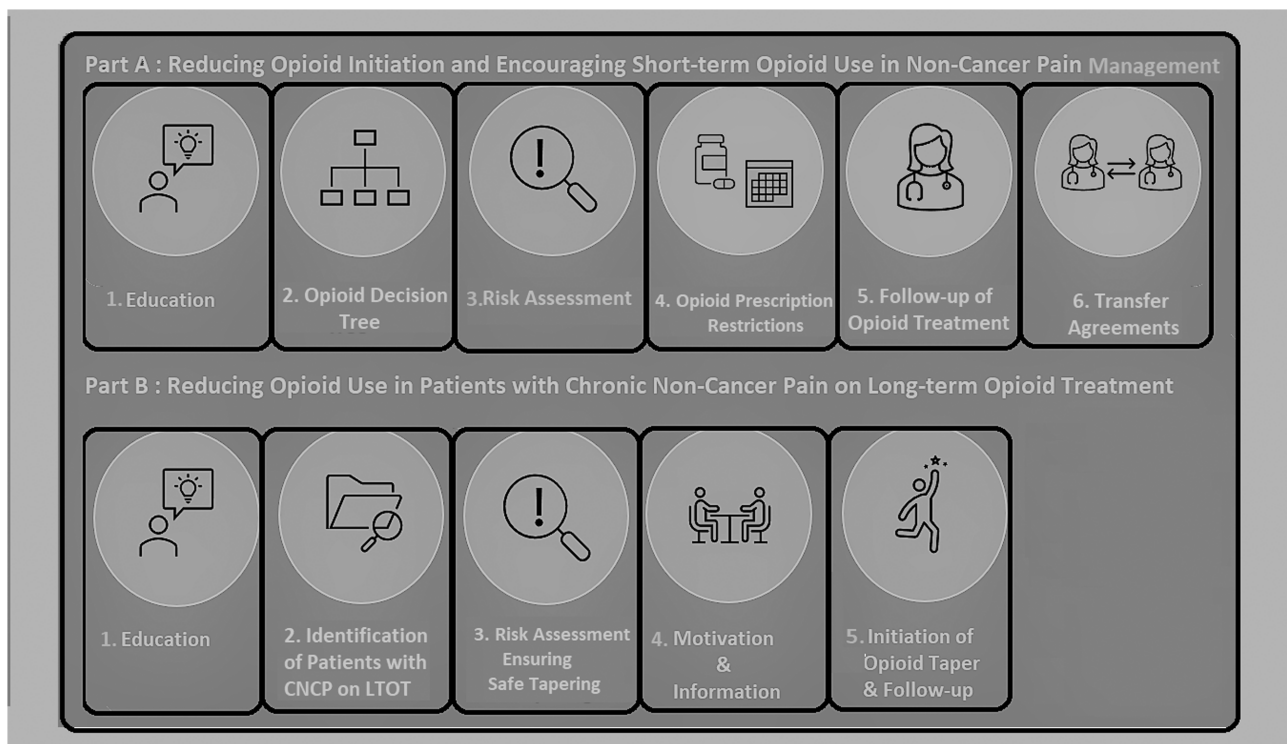 Part A : Reducing Opioid Initiation and Encouraging Short-term Opioid Use in Non-Cancer Pain Management
1. Education
2. Opioid Decision
Tree
3.Risk Assessment
4. Opioid Prescription
Restrictions
5. Follow-up of
Opioid Treatment
6. Transfer
Agreements
Part B : Reducing Opioid Use in Patients with Chronic Non-Cancer Pain on Long-term Opioid Treatment
1. Education
2. Identification
of Patients with
CNCP on LTOT
3. Risk Assessment
Ensuring
Safe Tapering
4. Motivation
&
Information
5. Initiation of
Opioid Taper
& Follow-up